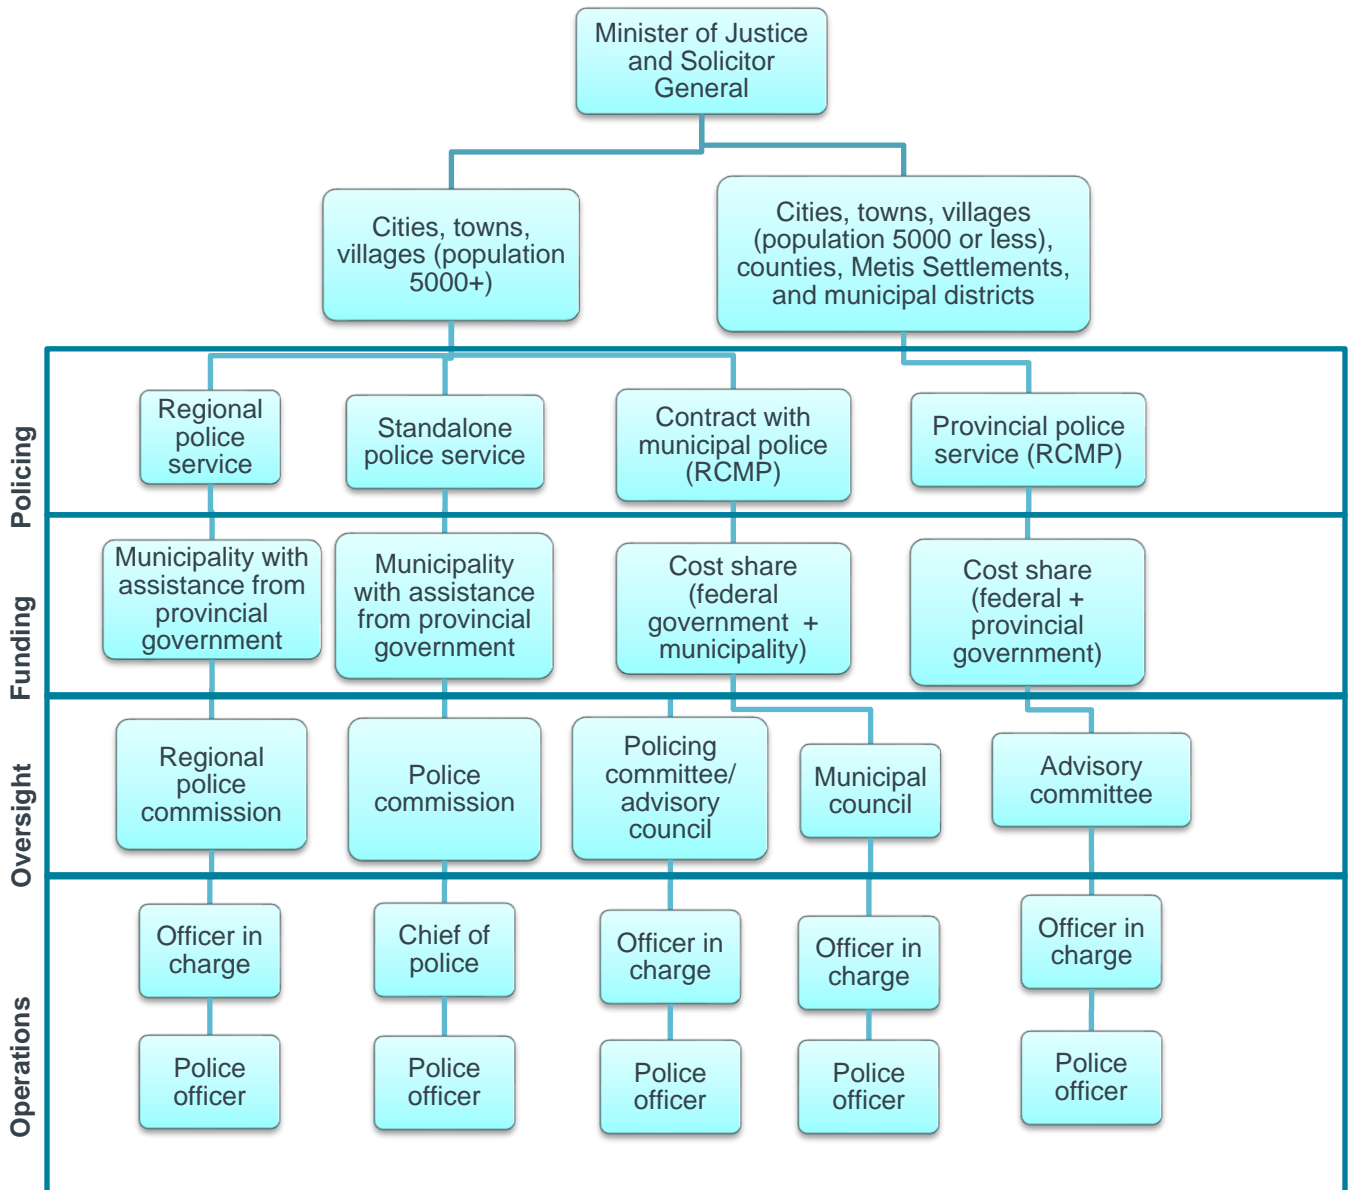 Minister of Justice
and Solicitor
General
Cities, towns,
villages (population
5000+)
Cities, towns, villages
(population 5000 or less),
counties, Metis Settlements,
and municipal districts
Policing
Regional
police
service
Standalone
police service
Contract with
municipal police
(RCMP)
Provincial police
service (RCMP)
Funding
Municipality with
assistance from
provincial
government
Municipality
with assistance
from provincial
government
Cost share
(federal
government +
municipality)
Cost share
(federal +
provincial
government)
Oversight
Regional
police
commission
Police
commission
Policing
committee/
advisory
council
Municipal
council
Advisory
committee
Operations
Officer in
charge
Chief of
police
Officer in
charge
Officer in
charge
Officer in
charge
Police
officer
Police
officer
Police
officer
Police
officer
Police
officer